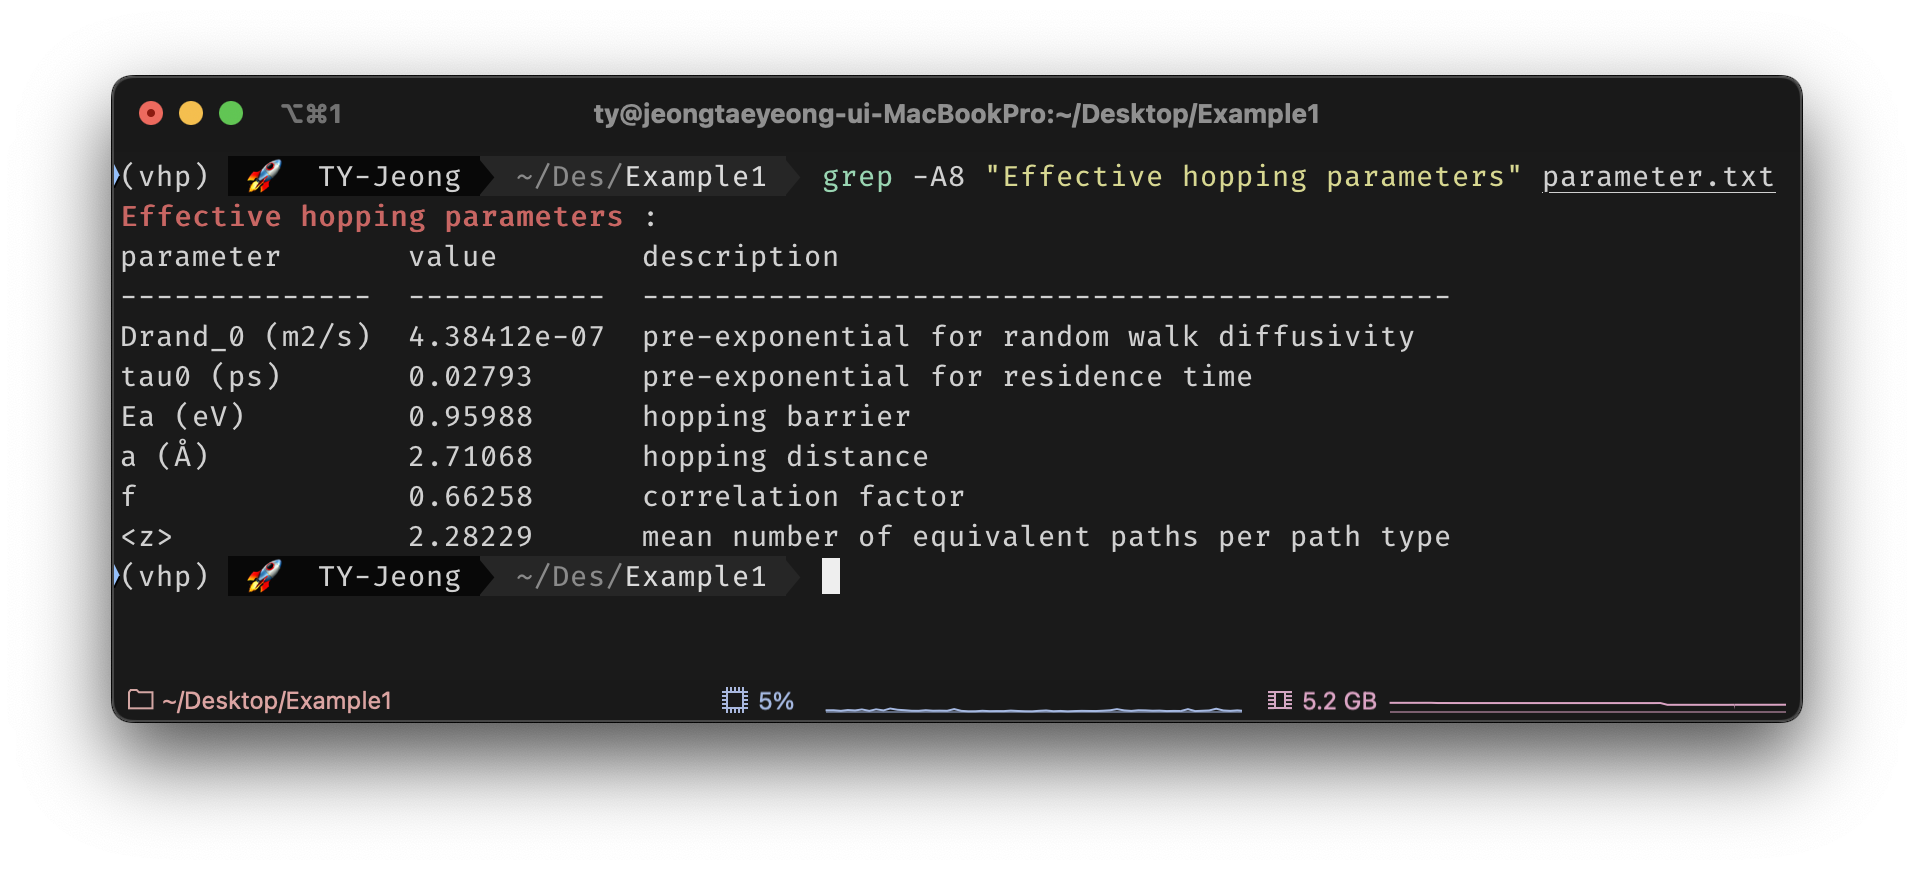 ⌥⌘1 ty@jeongtaeyeong-ui-MacBookPro:~/Desktop/Example1
(vhp) 🚀 TY-Jeong ~/Des/Example1 grep -A8 "Effective hopping parameters" parameter.txt
Effective hopping parameters :
parameter value description
-------------- ----------- ---------------------------------------------
Drand_0 (m2/s) 4.38412e-07 pre-exponential for random walk diffusivity
tau0 (ps) 0.02793 pre-exponential for residence time
Ea (eV) 0.95988 hopping barrier
a (Å) 2.71068 hopping distance
f 0.66258 correlation factor
<z> 2.28229 mean number of equivalent paths per path type
(vhp) 🚀 TY-Jeong ~/Des/Example1
~/Desktop/Example1 5% 5.2 GB